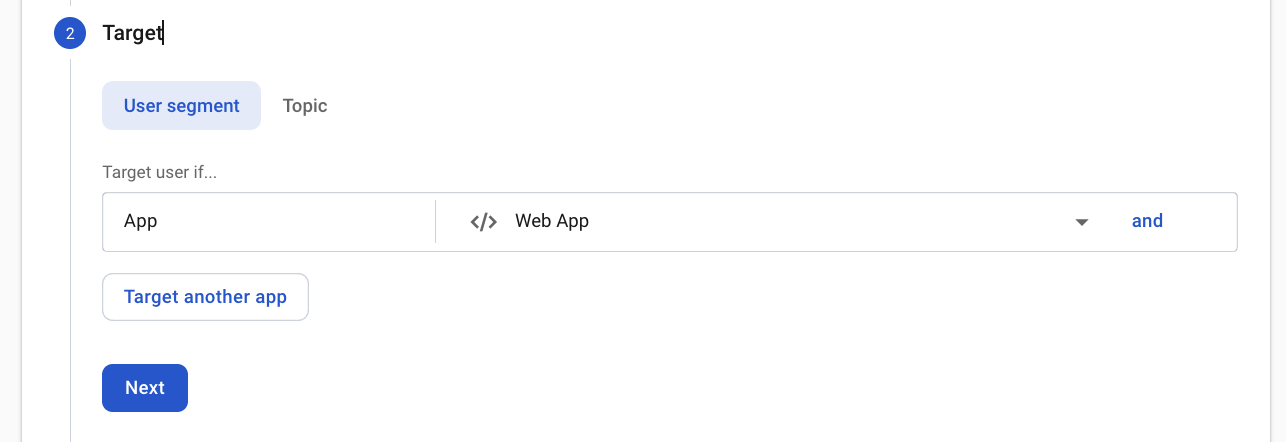 2 Target
User segment Topic
Target user if...
App </> Web App and
Target another app
Next